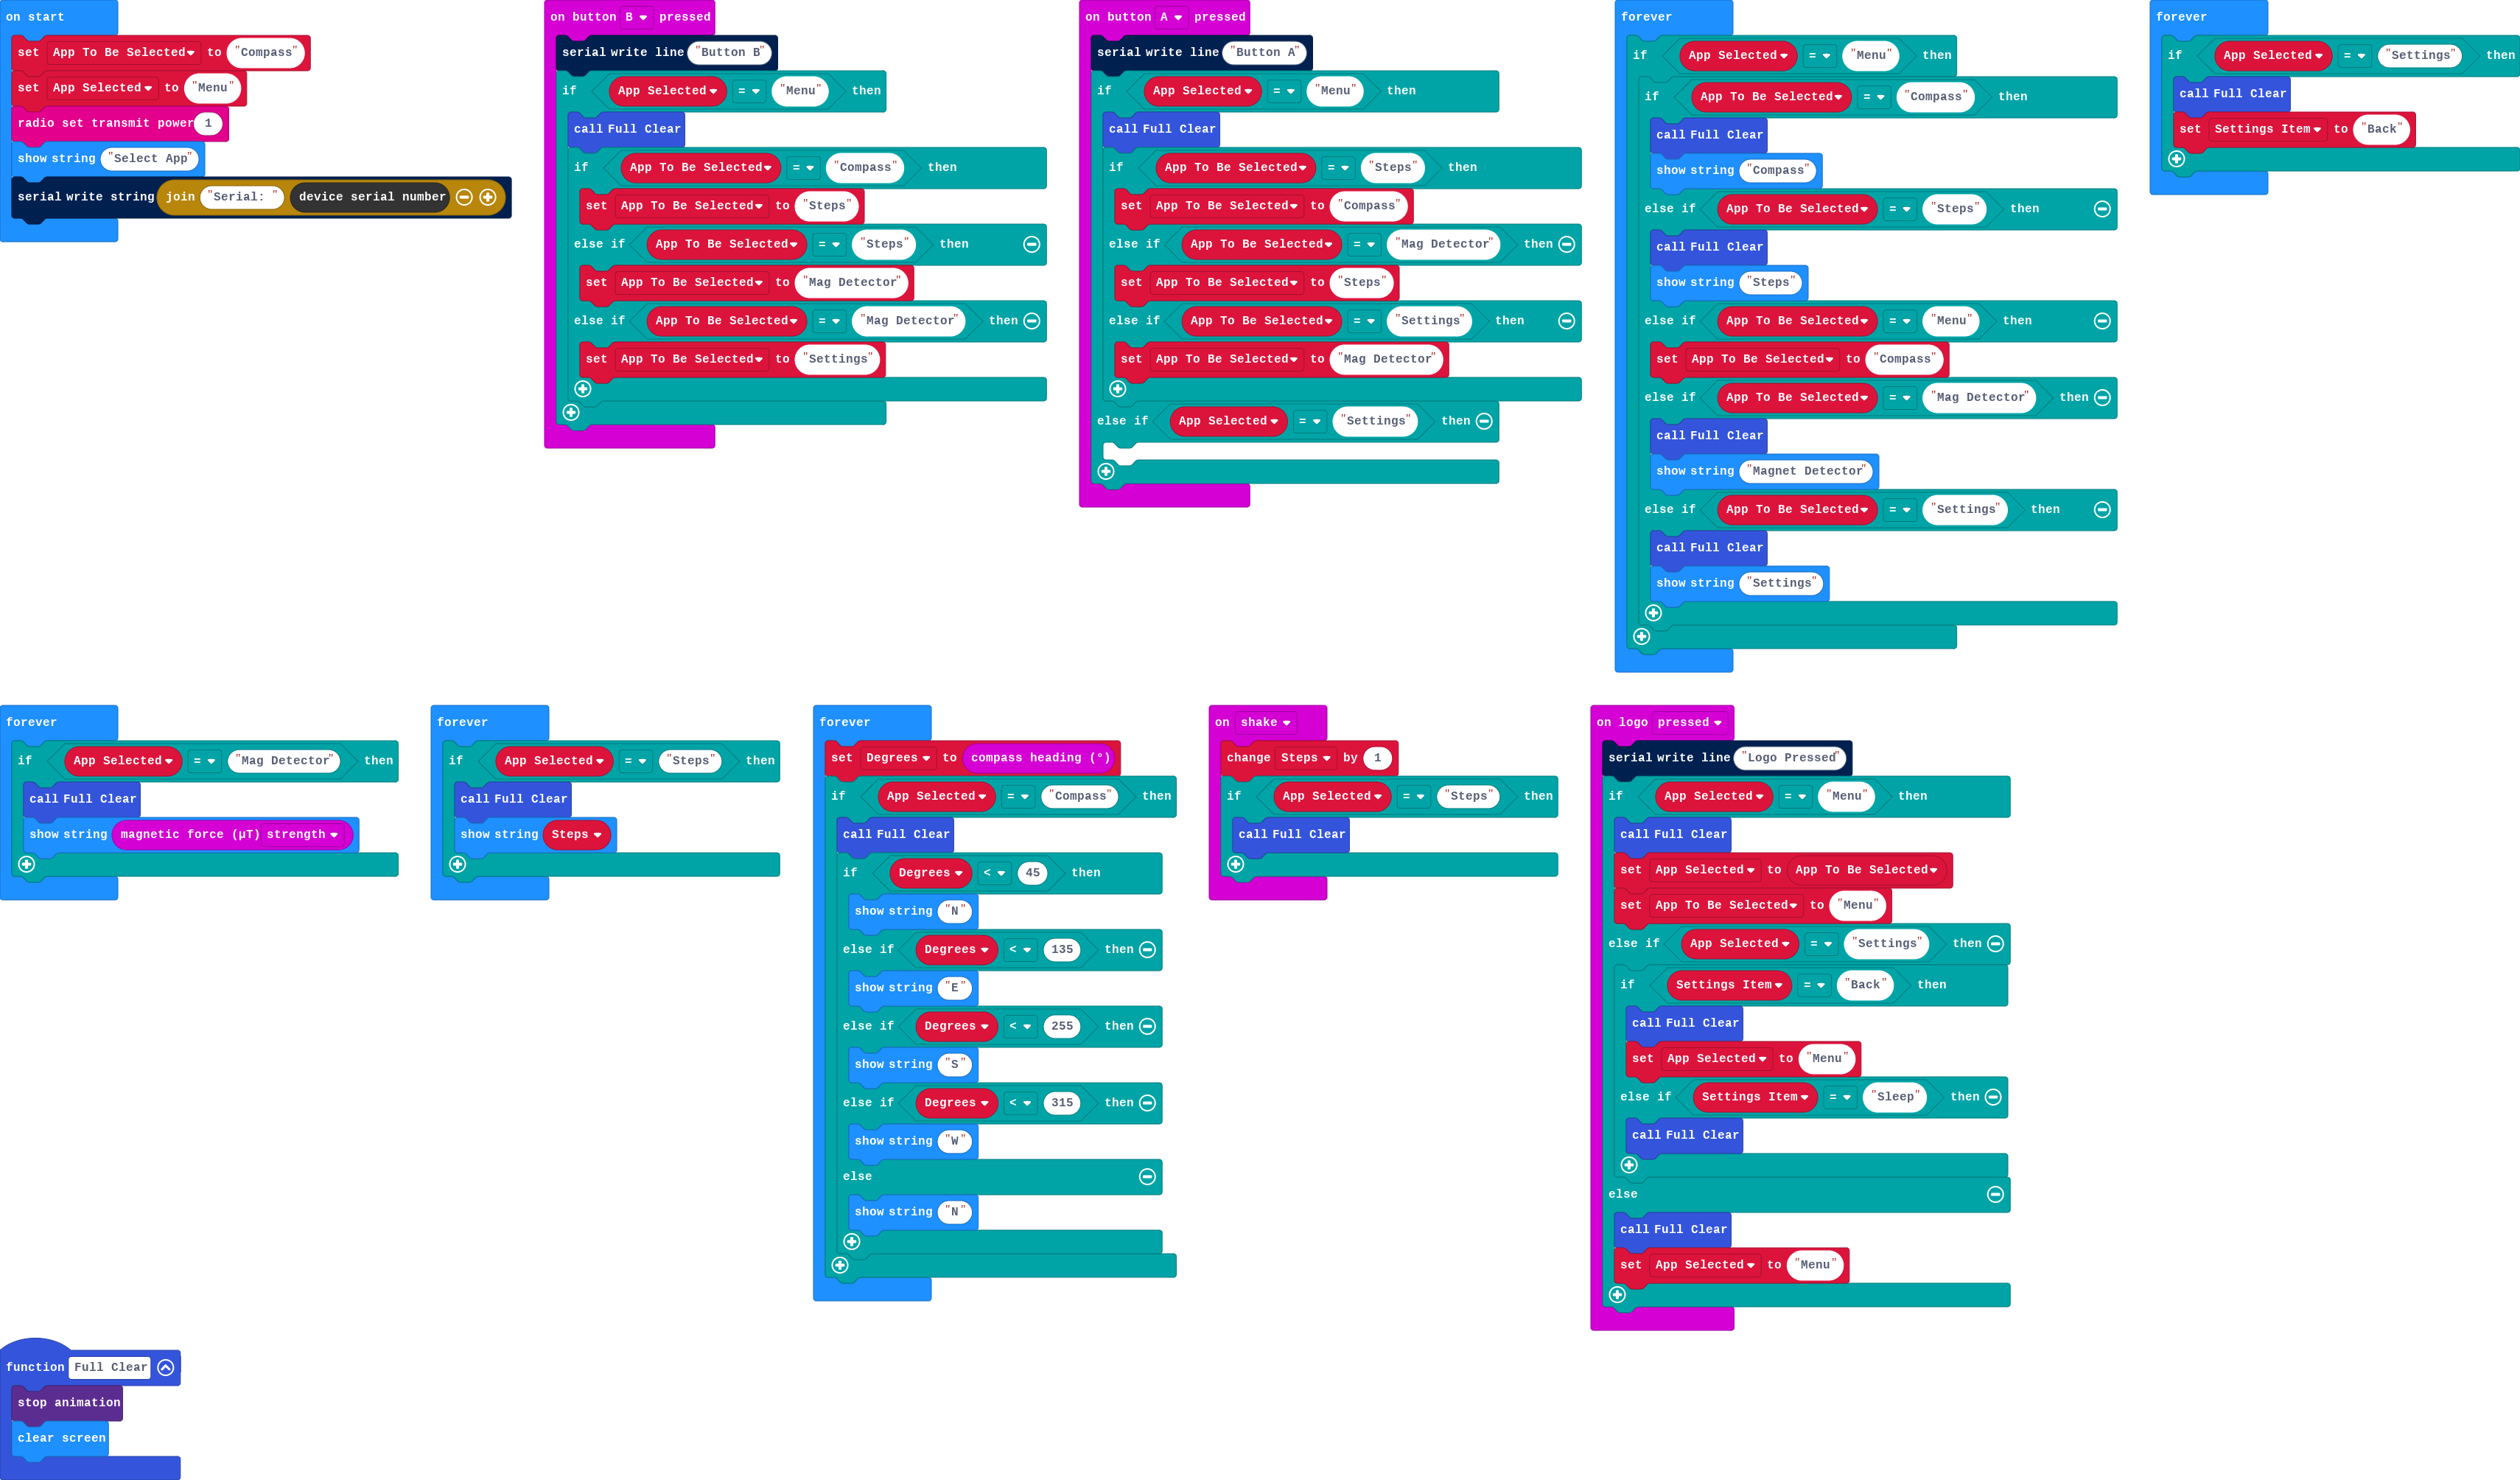 on start
set App To Be Selected to "Compass"
set App Selected to "Menu"
radio set transmit power 1
show string "Select App"
serial write string join "Serial: " device serial number
on button B pressed
serial write line "Button B"
if App Selected = "Menu" then
call Full Clear
if App To Be Selected = "Compass" then
set App To Be Selected to "Steps"
else if App To Be Selected = "Steps" then
set App To Be Selected to "Mag Detector"
else if App To Be Selected = "Mag Detector" then
set App To Be Selected to "Settings"
on button A pressed
serial write line "Button A"
if App Selected = "Menu" then
call Full Clear
if App To Be Selected = "Steps" then
set App To Be Selected to "Compass"
else if App To Be Selected = "Mag Detector" then
set App To Be Selected to "Steps"
else if App To Be Selected = "Settings" then
set App To Be Selected to "Mag Detector"
else if App Selected = "Settings" then
forever
if App Selected = "Menu" then
if App To Be Selected = "Compass" then
call Full Clear
show string "Compass"
else if App To Be Selected = "Steps" then
call Full Clear
show string "Steps"
else if App To Be Selected = "Menu" then
set App To Be Selected to "Compass"
else if App To Be Selected = "Mag Detector" then
call Full Clear
show string "Magnet Detector"
else if App To Be Selected = "Settings" then
call Full Clear
show string "Settings"
forever
if App Selected = "Settings" then
call Full Clear
set Settings Item to "Back"
forever
if App Selected = "Mag Detector" then
call Full Clear
show string magnetic force (µT) strength
forever
if App Selected = "Steps" then
call Full Clear
show string Steps
forever
set Degrees to compass heading (°)
if App Selected = "Compass" then
call Full Clear
if Degrees < 45 then
show string "N"
else if Degrees < 135 then
show string "E"
else if Degrees < 255 then
show string "S"
else if Degrees < 315 then
show string "W"
else
show string "N"
on shake
change Steps by 1
if App Selected = "Steps" then
call Full Clear
on logo pressed
serial write line "Logo Pressed"
if App Selected = "Menu" then
call Full Clear
set App Selected to App To Be Selected
set App To Be Selected to "Menu"
else if App Selected = "Settings" then
if Settings Item = "Back" then
call Full Clear
set App Selected to "Menu"
else if Settings Item = "Sleep" then
call Full Clear
else
call Full Clear
set App Selected to "Menu"
function Full Clear
stop animation
clear screen